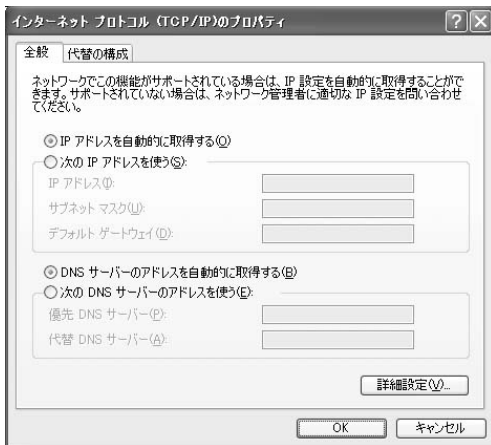 インターネット プロトコル (TCP/IP)のプロパティ
全般
代替の構成
ネットワークでこの機能がサポートされている場合は、IP 設定を自動的に取得することがで
きます。サポートされていない場合は、ネットワーク管理者に適切な IP 設定を問い合わせ
てください。
IP アドレスを自動的に取得する(O)
次の IP アドレスを使う(S):
IP アドレス(I):
サブネット マスク(U):
デフォルト ゲートウェイ(D):
DNS サーバーのアドレスを自動的に取得する(B)
次の DNS サーバーのアドレスを使う(E):
優先 DNS サーバー(P):
代替 DNS サーバー(A):
詳細設定(V)...
OK
キャンセル